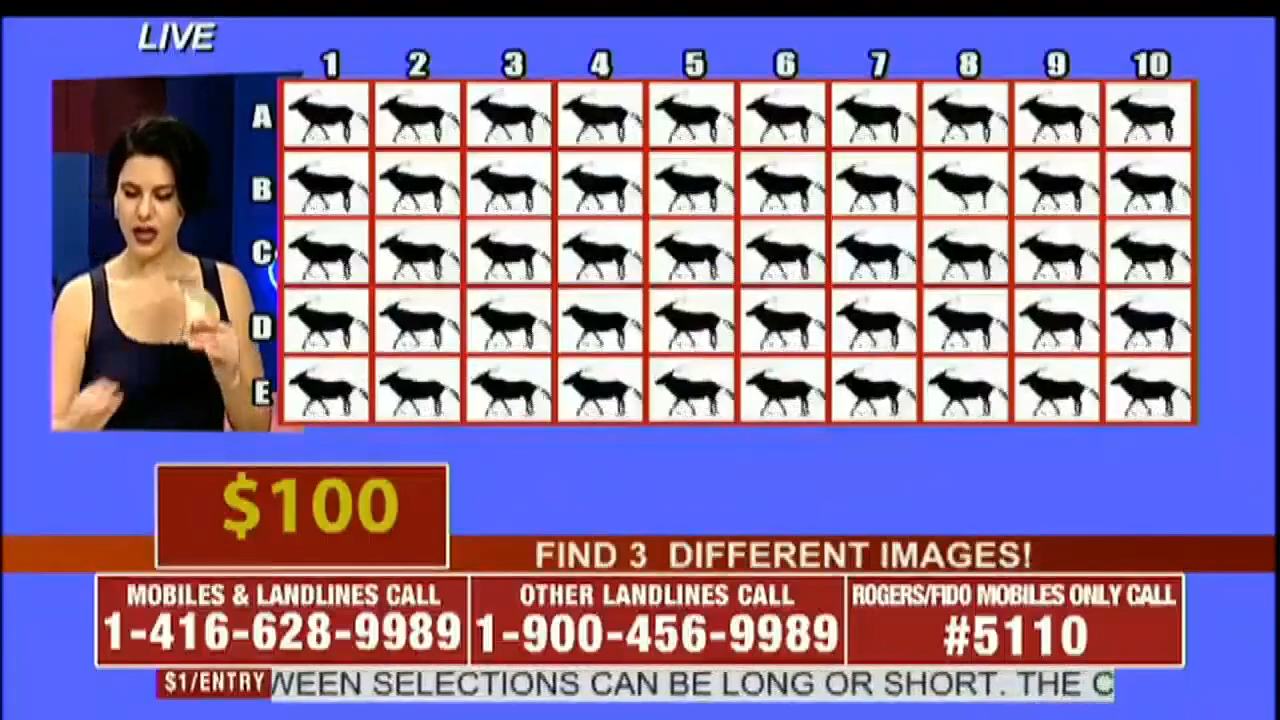 LIVE
1 2 3 4 5 6 7 8 9 10
A
B
C
D
E
$100
FIND 3 DIFFERENT IMAGES!
MOBILES & LANDLINES CALL
1-416-628-9989
OTHER LANDLINES CALL
1-900-456-9989
ROGERS/FIDO MOBILES ONLY CALL
#5110
$1/ENTRY
WEEN SELECTIONS CAN BE LONG OR SHORT. THE C